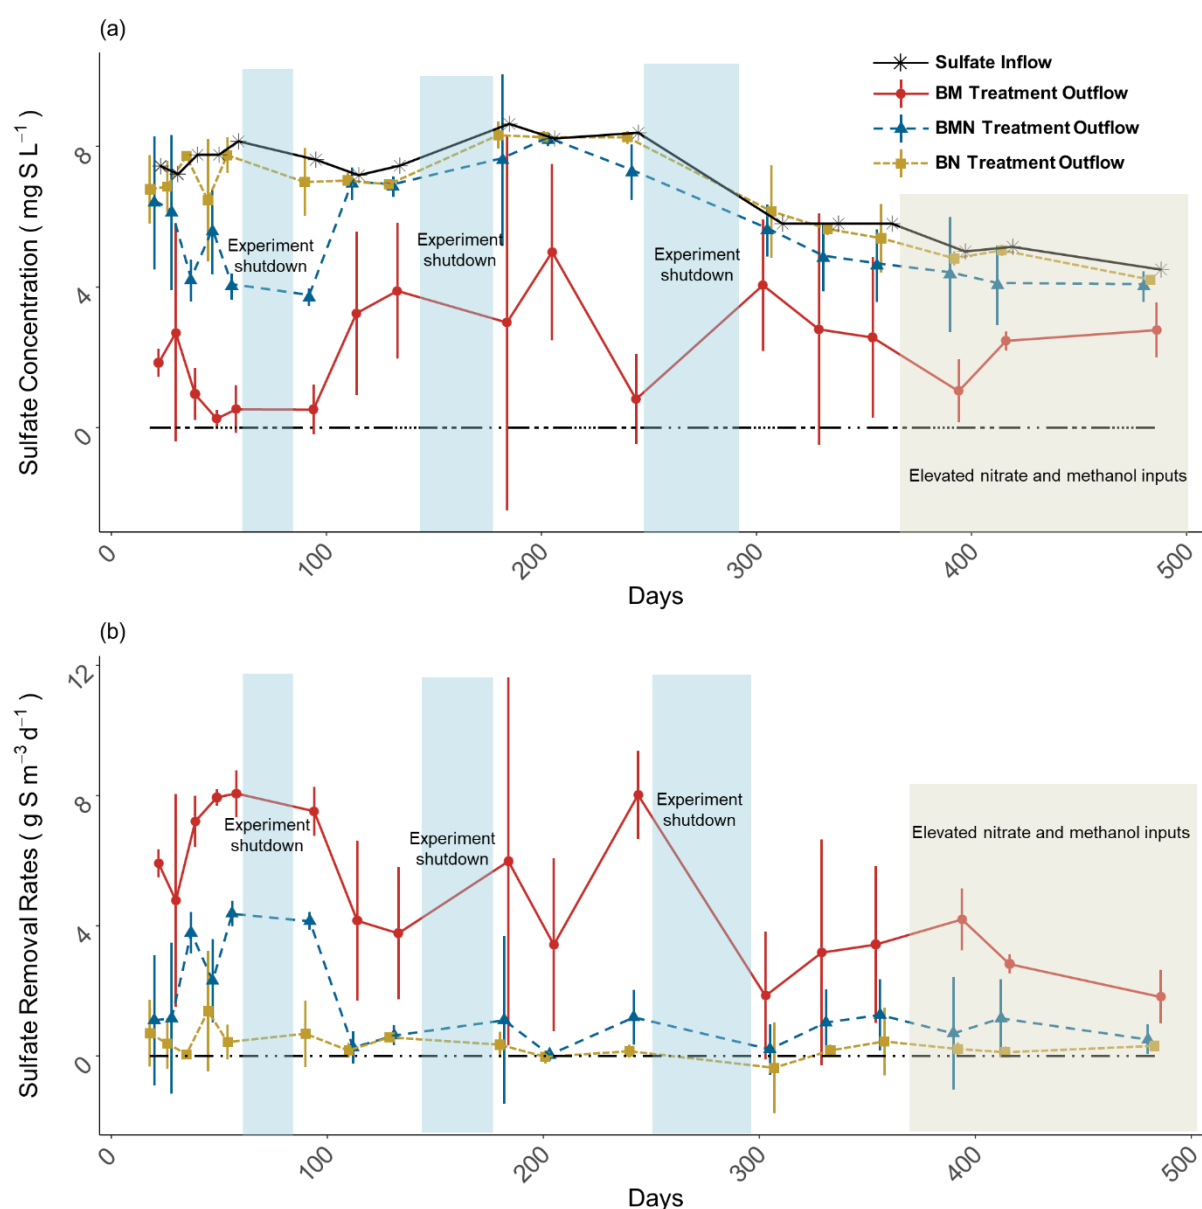 (a)
Sulfate Concentration ( mg S L⁻¹ )
8
4
0
Sulfate Inflow
BM Treatment Outflow
BMN Treatment Outflow
BN Treatment Outflow
Experiment
shutdown
Experiment
shutdown
Experiment
shutdown
Elevated nitrate and methanol inputs
0
100
200
300
400
500
Days
(b)
Sulfate Removal Rates ( g S m⁻³ d⁻¹ )
12
8
4
0
Experiment
shutdown
Experiment
shutdown
Experiment
shutdown
Elevated nitrate and methanol inputs
0
100
200
300
400
500
Days